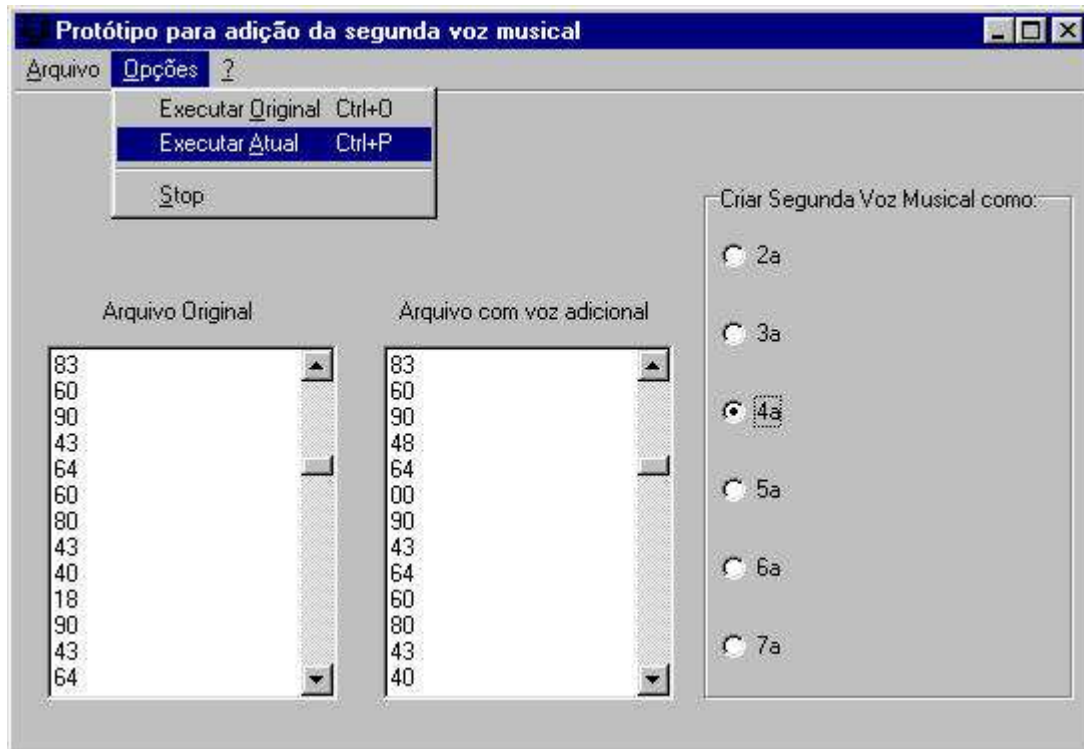 Protótipo para adição da segunda voz musical
Arquivo Opções ?
Executar Original Ctrl+O
Executar Atual Ctrl+P
Stop
Criar Segunda Voz Musical como:
2a
3a
4a
5a
6a
7a
Arquivo Original
83
60
90
43
64
60
80
43
40
18
90
43
64
Arquivo com voz adicional
83
60
90
48
64
00
90
43
64
60
80
43
40